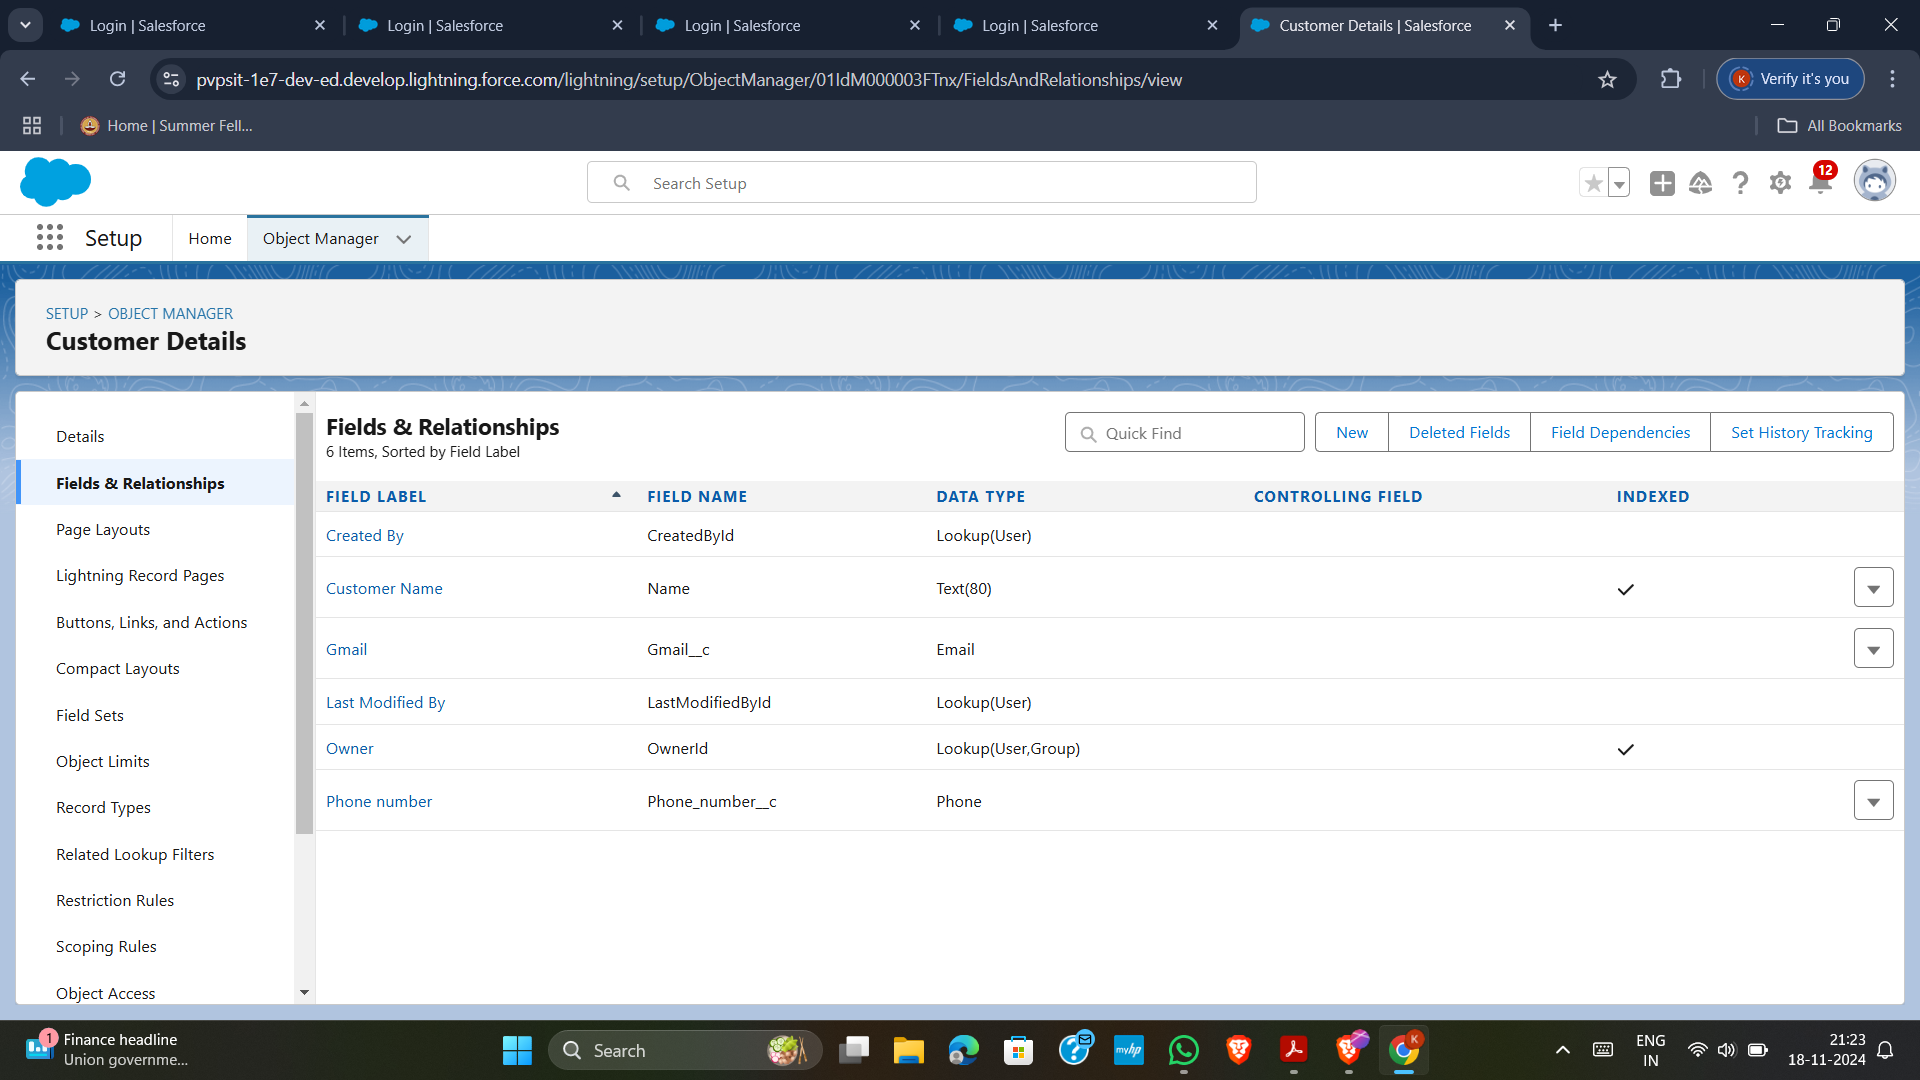 Login | Salesforce
Login | Salesforce
Login | Salesforce
Login | Salesforce
Customer Details | Salesforce
pvpsit-1e7-dev-ed.develop.lightning.force.com/lightning/setup/ObjectManager/01IdM000003FTnx/FieldsAndRelationships/view
K
Verify it's you
Home | Summer Fell...
All Bookmarks
Search Setup
12
Setup
Home
Object Manager
SETUP > OBJECT MANAGER
Customer Details
Details
Fields & Relationships
Page Layouts
Lightning Record Pages
Buttons, Links, and Actions
Compact Layouts
Field Sets
Object Limits
Record Types
Related Lookup Filters
Restriction Rules
Scoping Rules
Object Access
Fields & Relationships
6 Items, Sorted by Field Label
Quick Find
New
Deleted Fields
Field Dependencies
Set History Tracking
FIELD LABEL FIELD NAME DATA TYPE CONTROLLING FIELD INDEXED
Created By CreatedById Lookup(User)
Customer Name Name Text(80)
Gmail Gmail__c Email
Last Modified By LastModifiedById Lookup(User)
Owner OwnerId Lookup(User,Group)
Phone number Phone_number__c Phone
1
Finance headline
Union governme...
Search
myhp
K
ENG
IN
21:23
18-11-2024